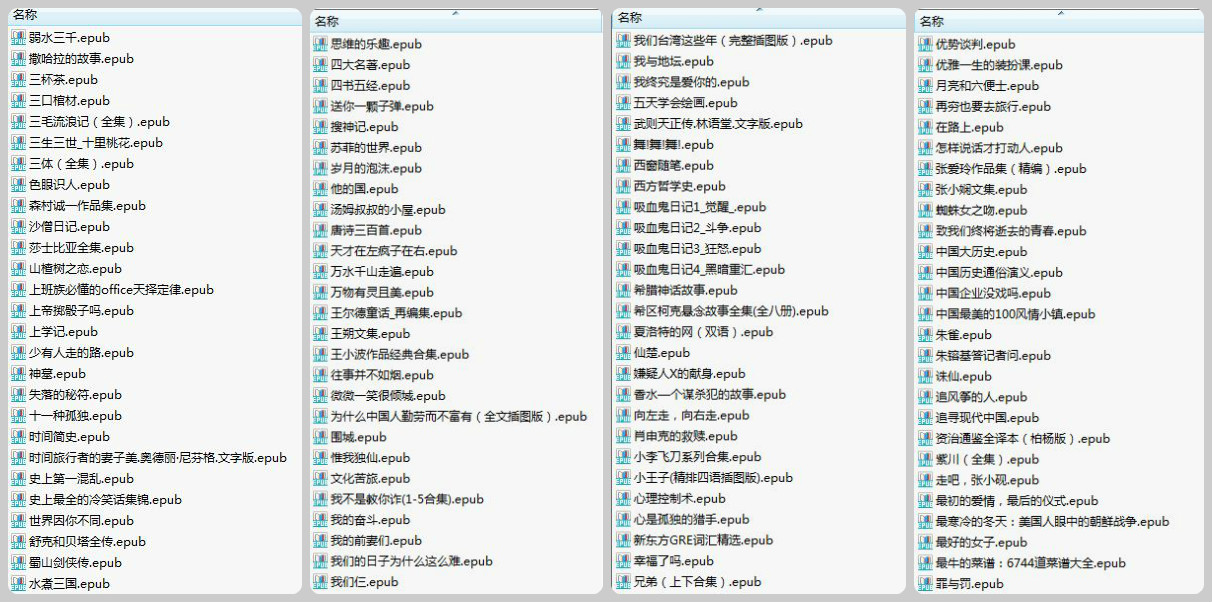 名称
弱水三千.epub
撒哈拉的故事.epub
三杯茶.epub
三口棺材.epub
三毛流浪记（全集）.epub
三生三世_十里桃花.epub
三体（全集）.epub
色眼识人.epub
森村诚一作品集.epub
沙僧日记.epub
莎士比亚全集.epub
山楂树之恋.epub
上班族必懂的office天择定律.epub
上帝掷骰子吗.epub
上学记.epub
少有人走的路.epub
神墓.epub
失落的秘符.epub
十一种孤独.epub
时间简史.epub
时间旅行者的妻子美.奥德丽·尼芬格.文字版.epub
史上第一混乱.epub
史上最全的冷笑话集锦.epub
世界因你不同.epub
舒克和贝塔全传.epub
蜀山剑侠传.epub
水煮三国.epub
名称
思维的乐趣.epub
四大名著.epub
四书五经.epub
送你一颗子弹.epub
搜神记.epub
苏菲的世界.epub
岁月的泡沫.epub
他的国.epub
汤姆叔叔的小屋.epub
唐诗三百首.epub
天才在左疯子在右.epub
万水千山走遍.epub
万物有灵且美.epub
王尔德童话_再编集.epub
王朔文集.epub
王小波作品经典合集.epub
往事并不如烟.epub
微微一笑很倾城.epub
为什么中国人勤劳而不富有（全文插图版）.epub
围城.epub
惟我独仙.epub
文化苦旅.epub
我不是教你诈(1-5合集).epub
我的奋斗.epub
我的前妻们.epub
我们的日子为什么这么难.epub
我们仨.epub
名称
我们台湾这些年（完整插图版）.epub
我与地坛.epub
我终究是爱你的.epub
五天学会绘画.epub
武则天正传.林语堂.文字版.epub
舞!舞!舞!.epub
西窗随笔.epub
西方哲学史.epub
吸血鬼日记1_觉醒_.epub
吸血鬼日记2_斗争.epub
吸血鬼日记3_狂怒.epub
吸血鬼日记4_黑暗重汇.epub
希腊神话故事.epub
希区柯克悬念故事全集(全八册).epub
夏洛特的网（双语）.epub
仙楚.epub
嫌疑人X的献身.epub
香水—个谋杀犯的故事.epub
向左走，向右走.epub
肖申克的救赎.epub
小李飞刀系列合集.epub
小王子(精排四语插图版).epub
心理控制术.epub
心是孤独的猎手.epub
新东方GRE词汇精选.epub
幸福了吗.epub
兄弟（上下合集）.epub
名称
优势谈判.epub
优雅一生的装扮课.epub
月亮和六便士.epub
再穷也要去旅行.epub
在路上.epub
怎样说话才打动人.epub
张爱玲作品集（精编）.epub
张小娴文集.epub
蜘蛛女之吻.epub
致我们终将逝去的青春.epub
中国大历史.epub
中国历史通俗演义.epub
中国企业没戏吗.epub
中国最美的100风情小镇.epub
朱雀.epub
朱镕基答记者问.epub
诛仙.epub
追风筝的人.epub
追寻现代中国.epub
资治通鉴全译本（柏杨版）.epub
紫川（全集）.epub
走吧，张小砚.epub
最初的爱情，最后的仪式.epub
最寒冷的冬天：美国人眼中的朝鲜战争.epub
最好的女子.epub
最牛的菜谱：6744道菜谱大全.epub
罪与罚.epub